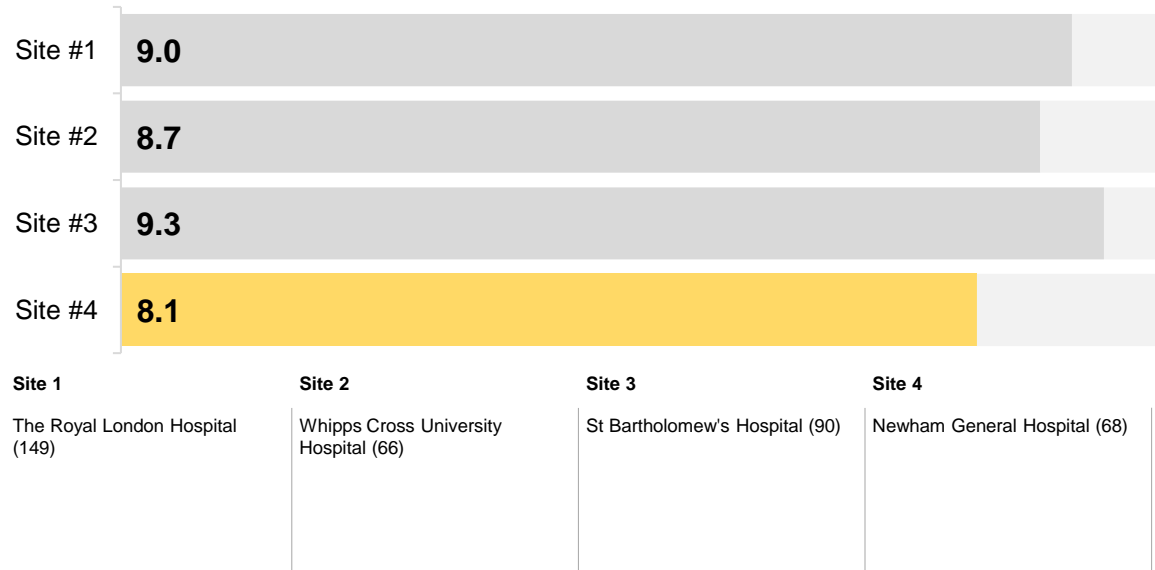 Site #1 9.0
Site #2 8.7
Site #3 9.3
Site #4 8.1
Site 1
The Royal London Hospital
(149)
Site 2
Whipps Cross University
Hospital (66)
Site 3
St Bartholomew's Hospital (90)
Site 4
Newham General Hospital (68)